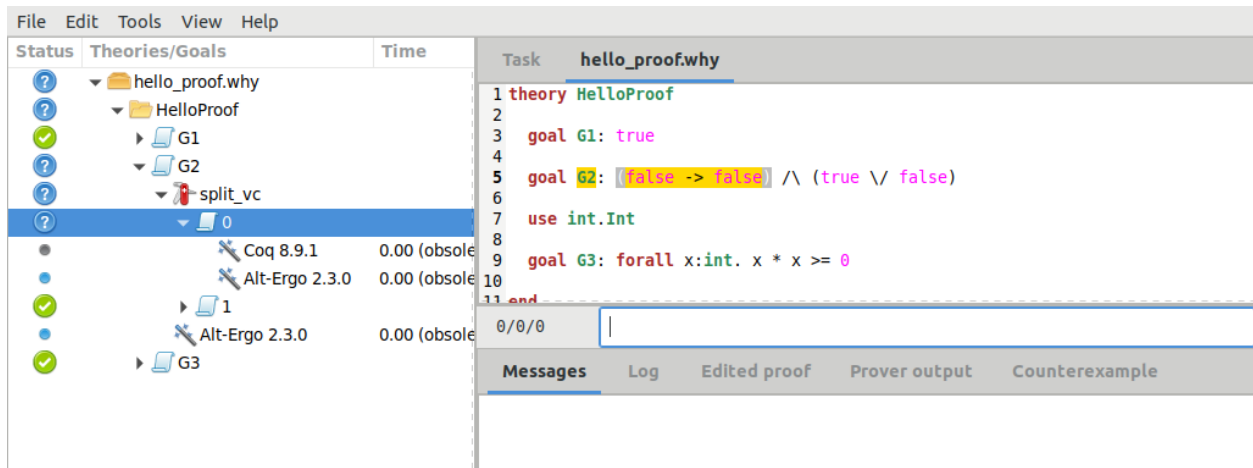 File Edit Tools View Help
Status Theories/Goals Time
hello_proof.why
HelloProof
G1
G2
split_vc
0
Coq 8.9.1 0.00 (obsole
Alt-Ergo 2.3.0 0.00 (obsole
1
Alt-Ergo 2.3.0 0.00 (obsole
G3
Task hello_proof.why
1 theory HelloProof
2
3 goal G1: true
4
5 goal G2: (false -> false) /\ (true \/ false)
6
7 use int.Int
8
9 goal G3: forall x:int. x * x >= 0
10
11 end
0/0/0
Messages Log Edited proof Prover output Counterexample